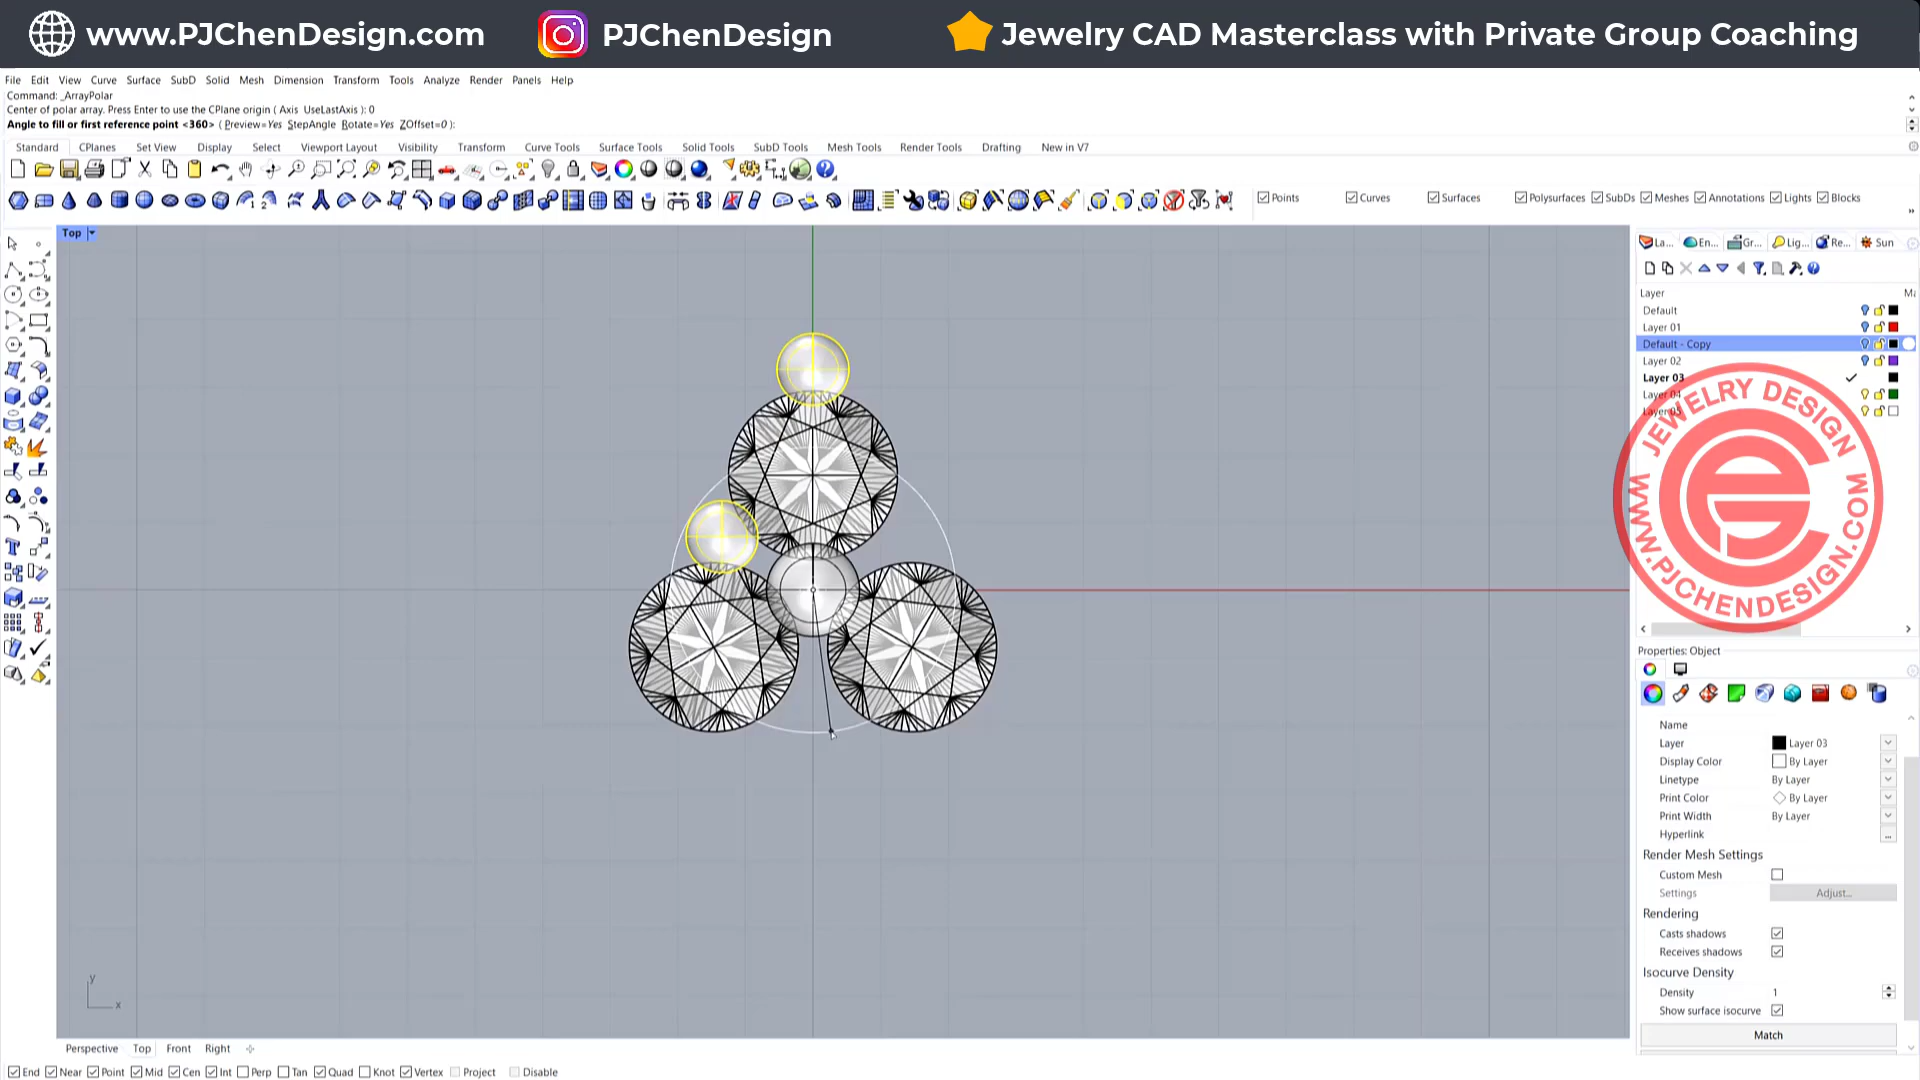 www.PJChenDesign.com PJChenDesign Jewelry CAD Masterclass with Private Group Coaching
File Edit View Curve Surface SubD Solid Mesh Dimension Transform Tools Analyze Render Panels Help
Command: _ArrayPolar
Center of polar array. Press Enter to use the CPlane origin ( Axis UseLastAxis ): 0
Angle to fill or first reference point <360> ( Preview=Yes StepAngle Rotate=Yes ZOffset=0 ):
Standard CPlanes Set View Display Select Viewport Layout Visibility Transform Curve Tools Surface Tools Solid Tools SubD Tools Mesh Tools Render Tools Drafting New in V7
Points Curves Surfaces Polysurfaces SubDs Meshes Annotations Lights Blocks
Top
La... En... Gr... Lig... Re... Sun
Layer
Default
Layer 01
Default - Copy
Layer 02
Layer 03
JEWELRY DESIGN
WWW.PJCHENDESIGN.COM
Properties: Object
Name
Layer Layer 03
Display Color By Layer
Linetype By Layer
Print Color By Layer
Print Width By Layer
Hyperlink ...
Render Mesh Settings
Custom Mesh
Settings Adjust...
Rendering
Casts shadows
Receives shadows
Isocurve Density
Density 1
Show surface isocurve
Match
y
x
Perspective Top Front Right
End Near Point Mid Cen Int Perp Tan Quad Knot Vertex Project Disable